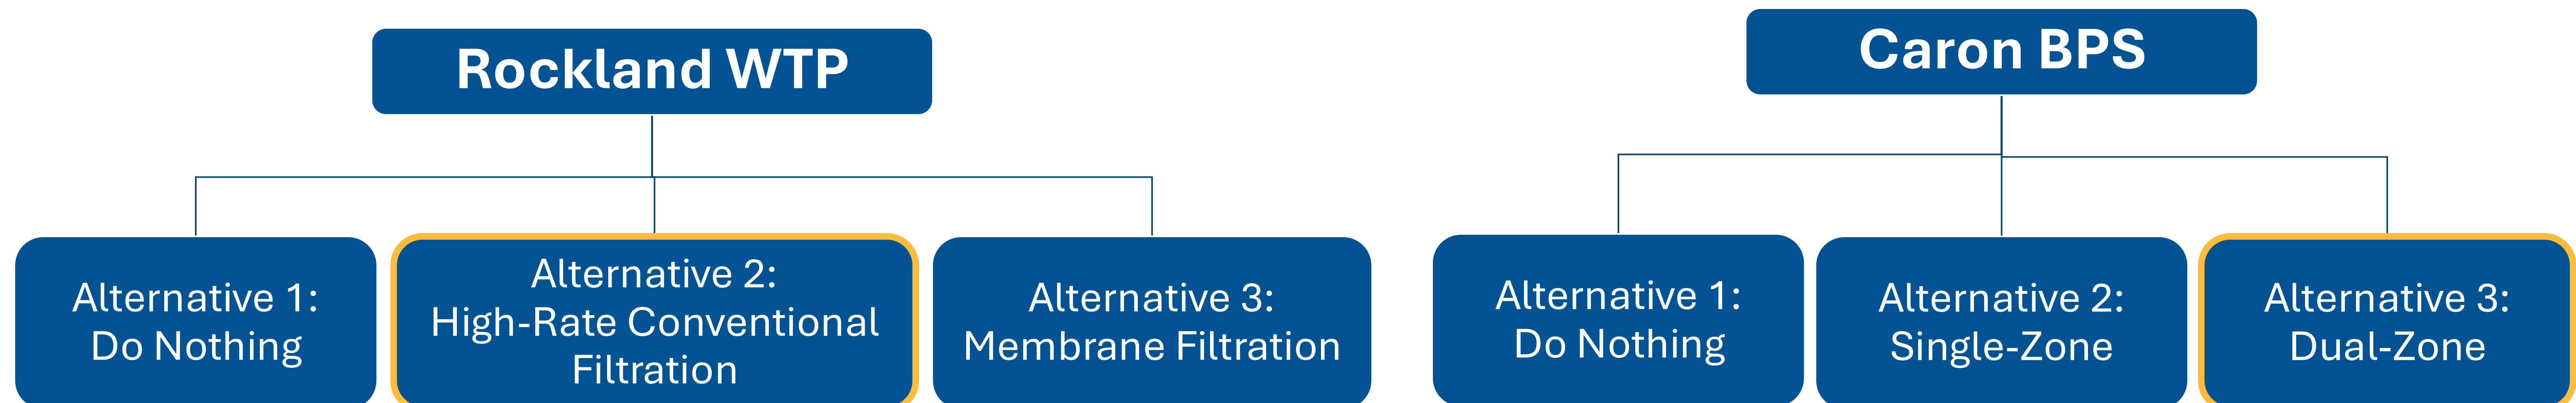 Rockland WTP
Alternative 1:
Do Nothing
Alternative 2:
High-Rate Conventional
Filtration
Alternative 3:
Membrane Filtration
Caron BPS
Alternative 1:
Do Nothing
Alternative 2:
Single-Zone
Alternative 3:
Dual-Zone